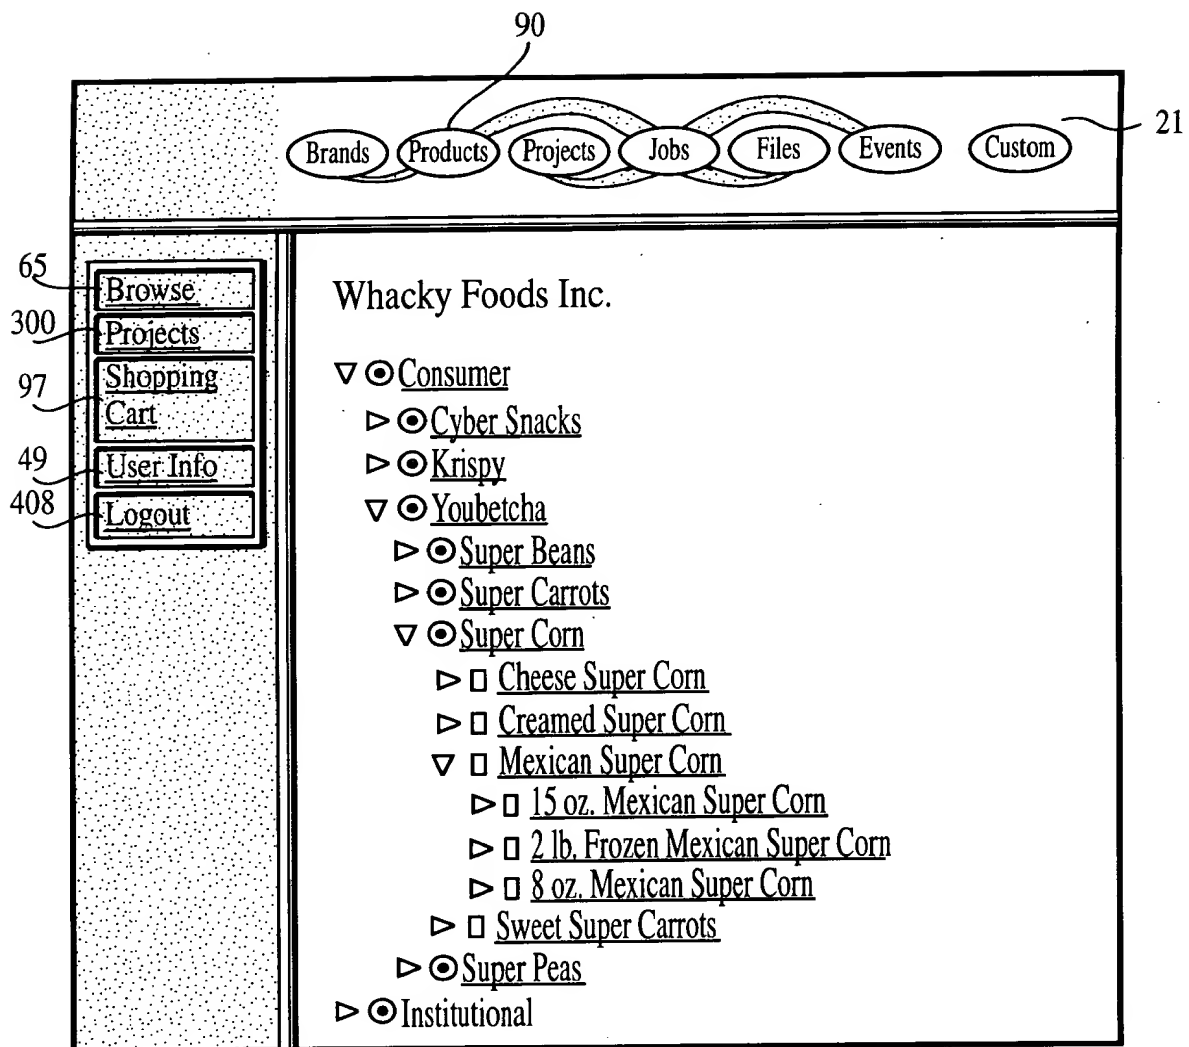 90
Brands Products Projects Jobs Files Events Custom
21
65
Browse
300
Projects
97
Shopping
Cart
49
User Info
408
Logout
Whacky Foods Inc.
Consumer
Cyber Snacks
Krispy
Youbetcha
Super Beans
Super Carrots
Super Corn
Cheese Super Corn
Creamed Super Corn
Mexican Super Corn
15 oz. Mexican Super Corn
2 lb. Frozen Mexican Super Corn
8 oz. Mexican Super Corn
Sweet Super Carrots
Super Peas
Institutional